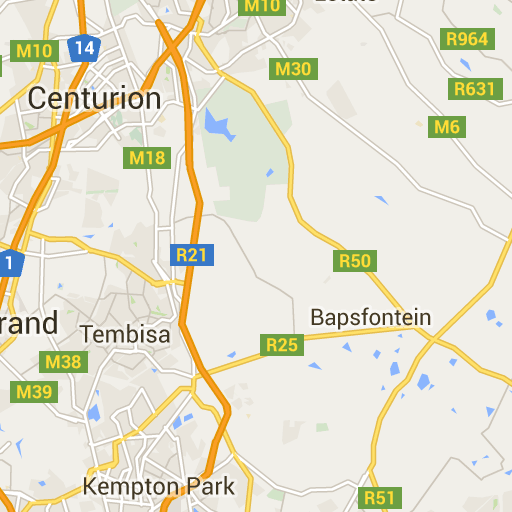 M10
R964
M10
14
M30
R631
Centurion
M6
M18
R21
R50
1
rand
Bapsfontein
Tembisa
R25
M38
M39
Kempton Park
R51